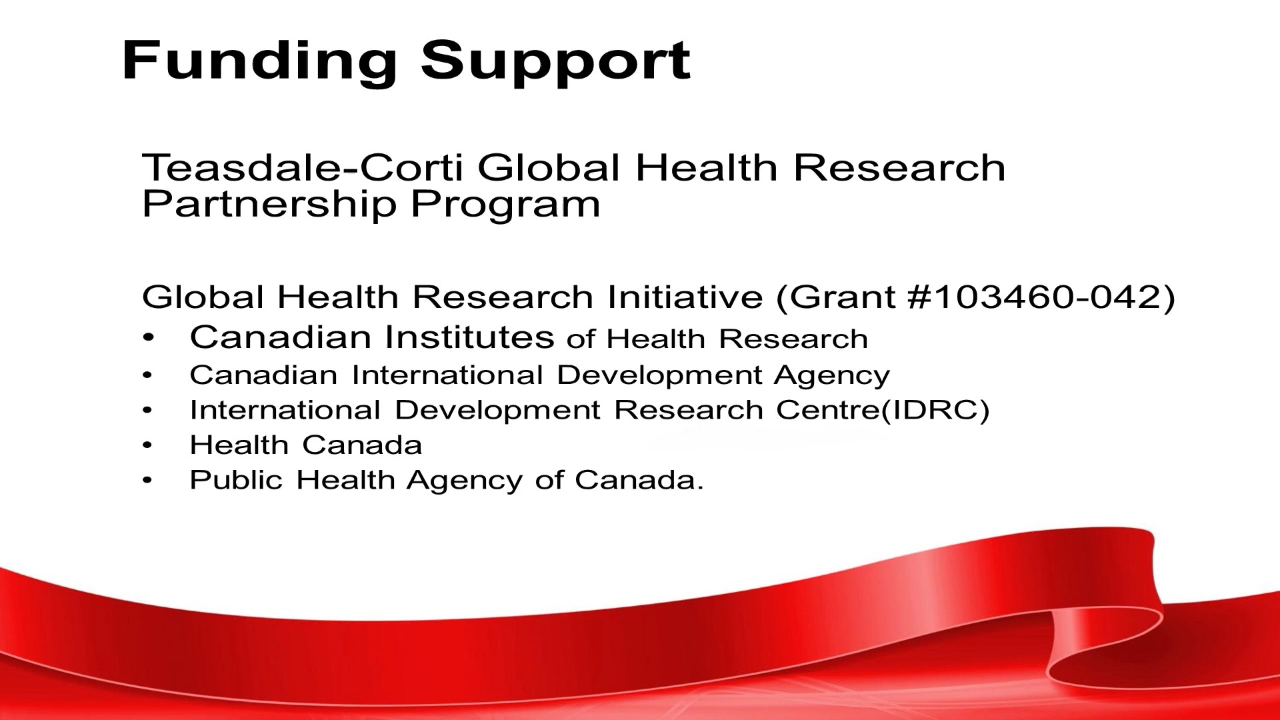 Funding Support
Teasdale-Corti Global Health Research
Partnership Program
Global Health Research Initiative (Grant #103460-042)
• Canadian Institutes of Health Research
• Canadian International Development Agency
• International Development Research Centre(IDRC)
• Health Canada
• Public Health Agency of Canada.